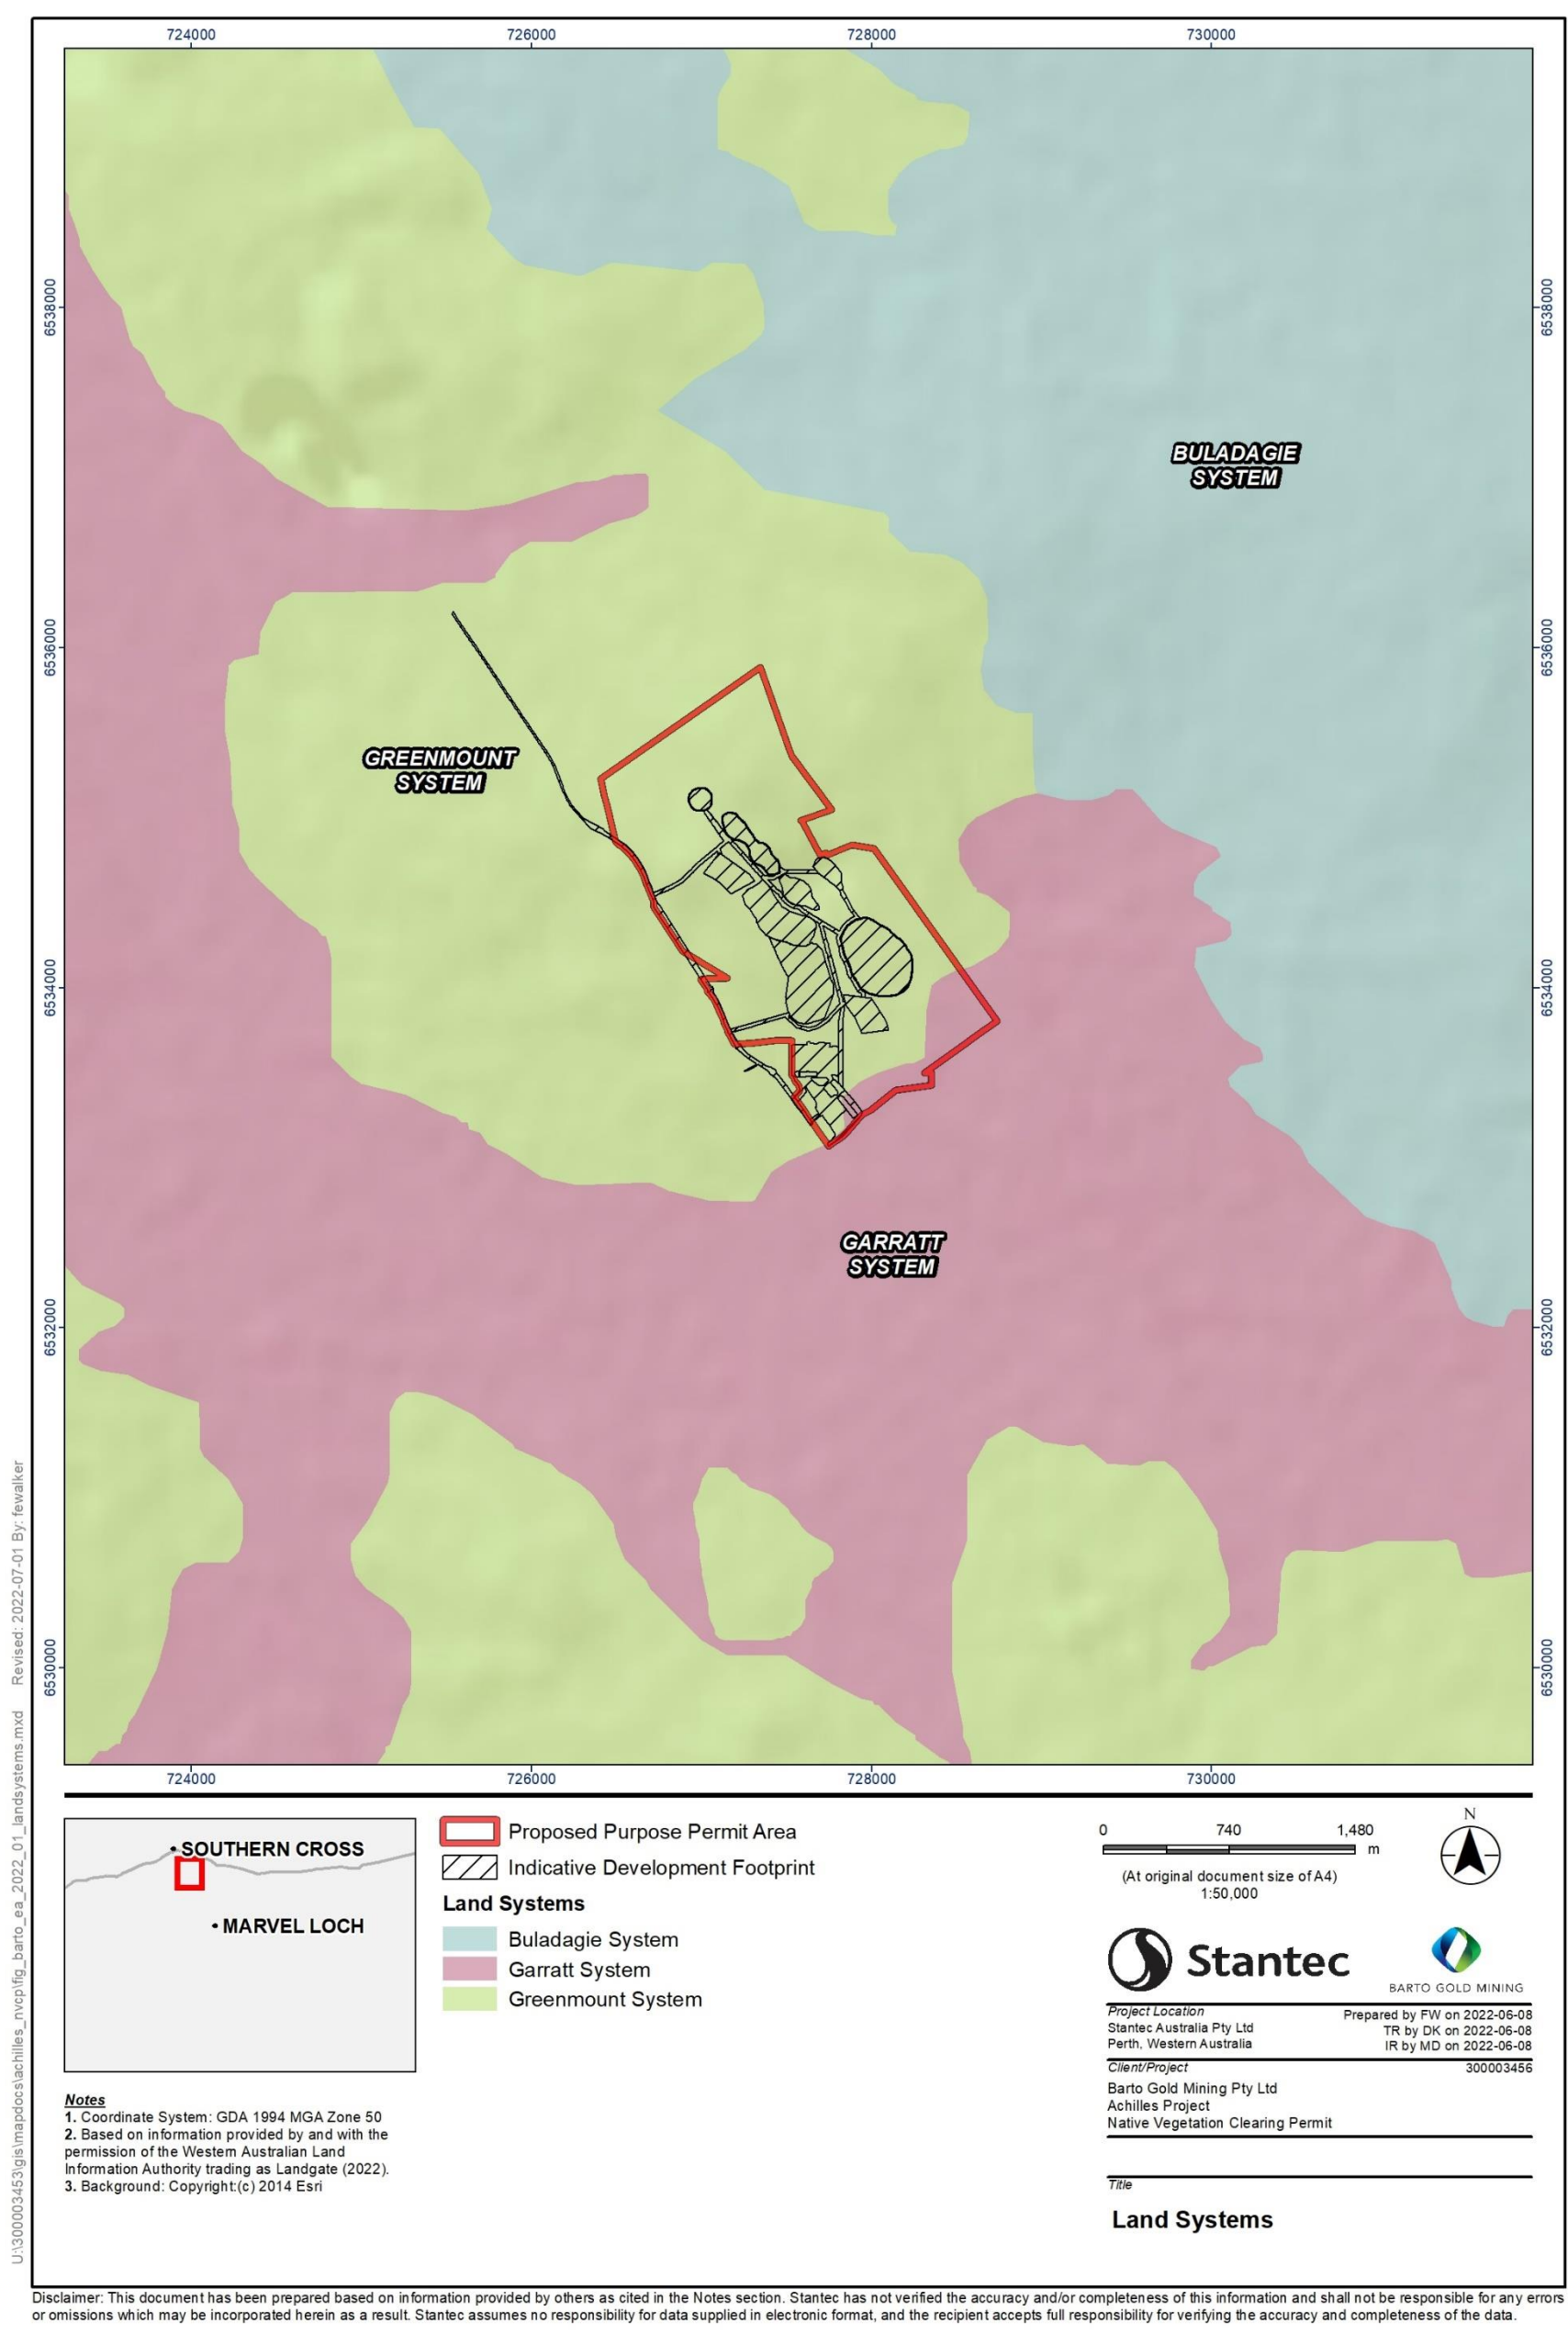 724000
726000
728000
730000
6538000
6538000
BULADAGIE
SYSTEM
6536000
6536000
GREENMOUNT
SYSTEM
6534000
6534000
GARRATT
SYSTEM
6532000
6532000
6530000
6530000
724000
726000
728000
730000
U:\300003453\gis\mapdocs\achilles_nvcp\fig_barto_ea_2022_01_landsystems.mxd Revised: 2022-07-01 By: fewalker
SOUTHERN CROSS
MARVEL LOCH
Proposed Purpose Permit Area
Indicative Development Footprint
Land Systems
Buladagie System
Garratt System
Greenmount System
0 740 1,480
m
(At original document size of A4)
1:50,000
N
Stantec
BARTO GOLD MINING
Project Location
Stantec Australia Pty Ltd
Perth, Western Australia
Prepared by FW on 2022-06-08
TR by DK on 2022-06-08
IR by MD on 2022-06-08
Client/Project 300003456
Barto Gold Mining Pty Ltd
Achilles Project
Native Vegetation Clearing Permit
Title
Land Systems
Notes
1. Coordinate System: GDA 1994 MGA Zone 50
2. Based on information provided by and with the
permission of the Western Australian Land
Information Authority trading as Landgate (2022).
3. Background: Copyright:(c) 2014 Esri
Disclaimer: This document has been prepared based on information provided by others as cited in the Notes section. Stantec has not verified the accuracy and/or completeness of this information and shall not be responsible for any errors
or omissions which may be incorporated herein as a result. Stantec assumes no responsibility for data supplied in electronic format, and the recipient accepts full responsibility for verifying the accuracy and completeness of the data.